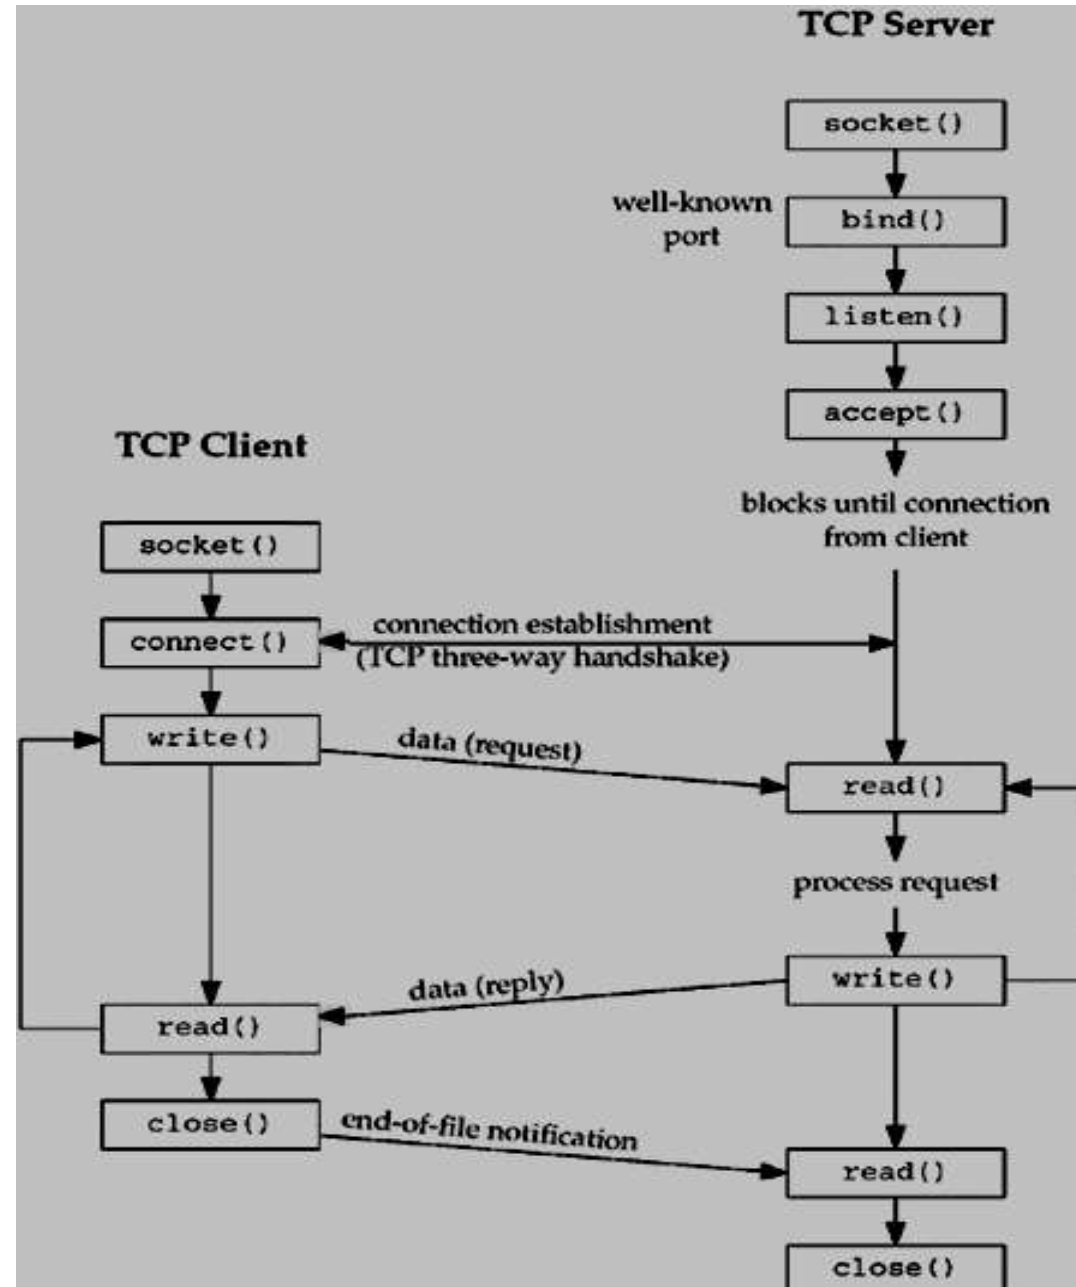 TCP Server
socket()
well-known
port
bind()
listen()
accept()
blocks until connection
from client
TCP Client
socket()
connect()
connection establishment
(TCP three-way handshake)
write()
data (request)
read()
process request
write()
data (reply)
read()
close()
end-of-file notification
read()
close()